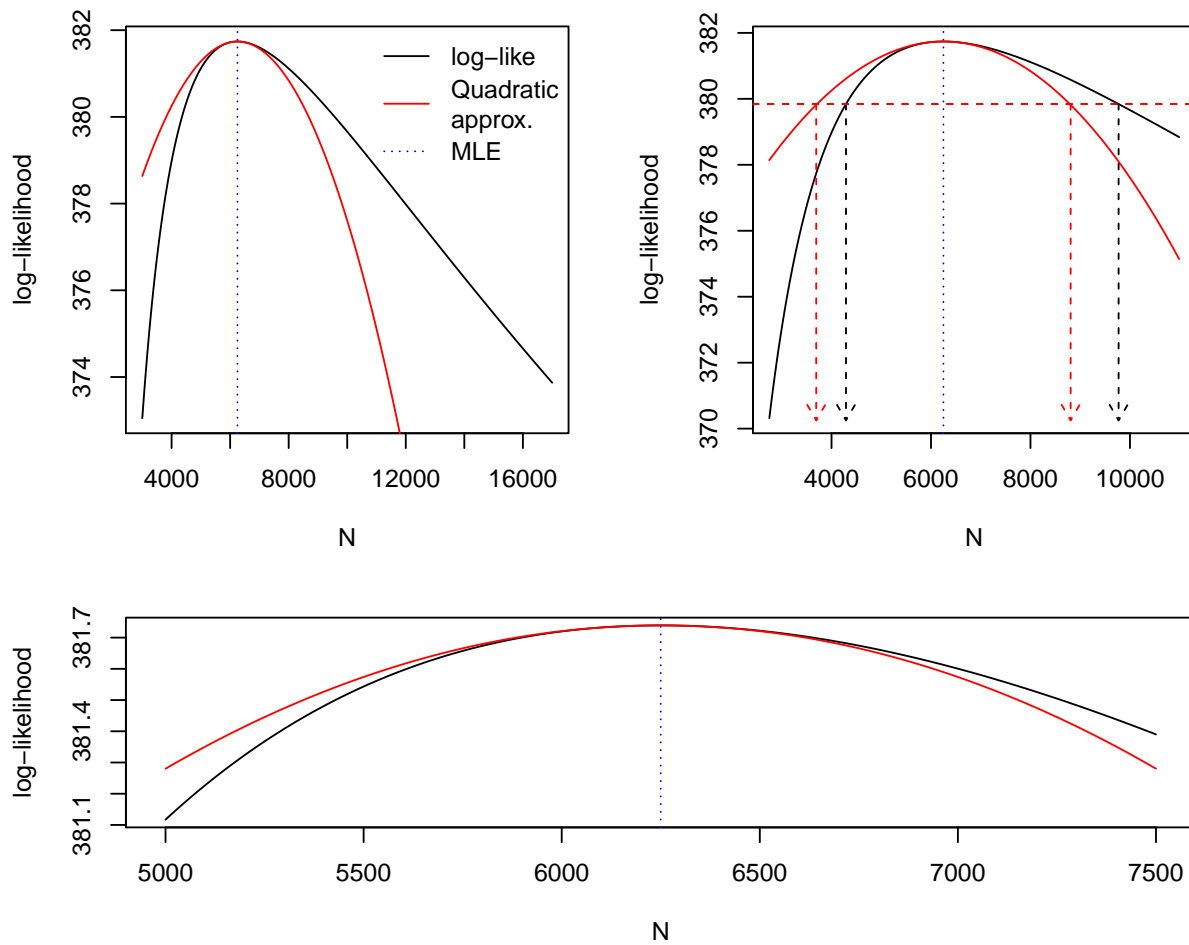 382
380
378
376
374
log−likelihood
4000
8000
12000
16000
N
log−like
Quadratic
approx.
MLE
382
380
378
376
374
372
370
log−likelihood
4000
6000
8000
10000
N
381.7
381.4
381.1
log−likelihood
5000
5500
6000
6500
7000
7500
N